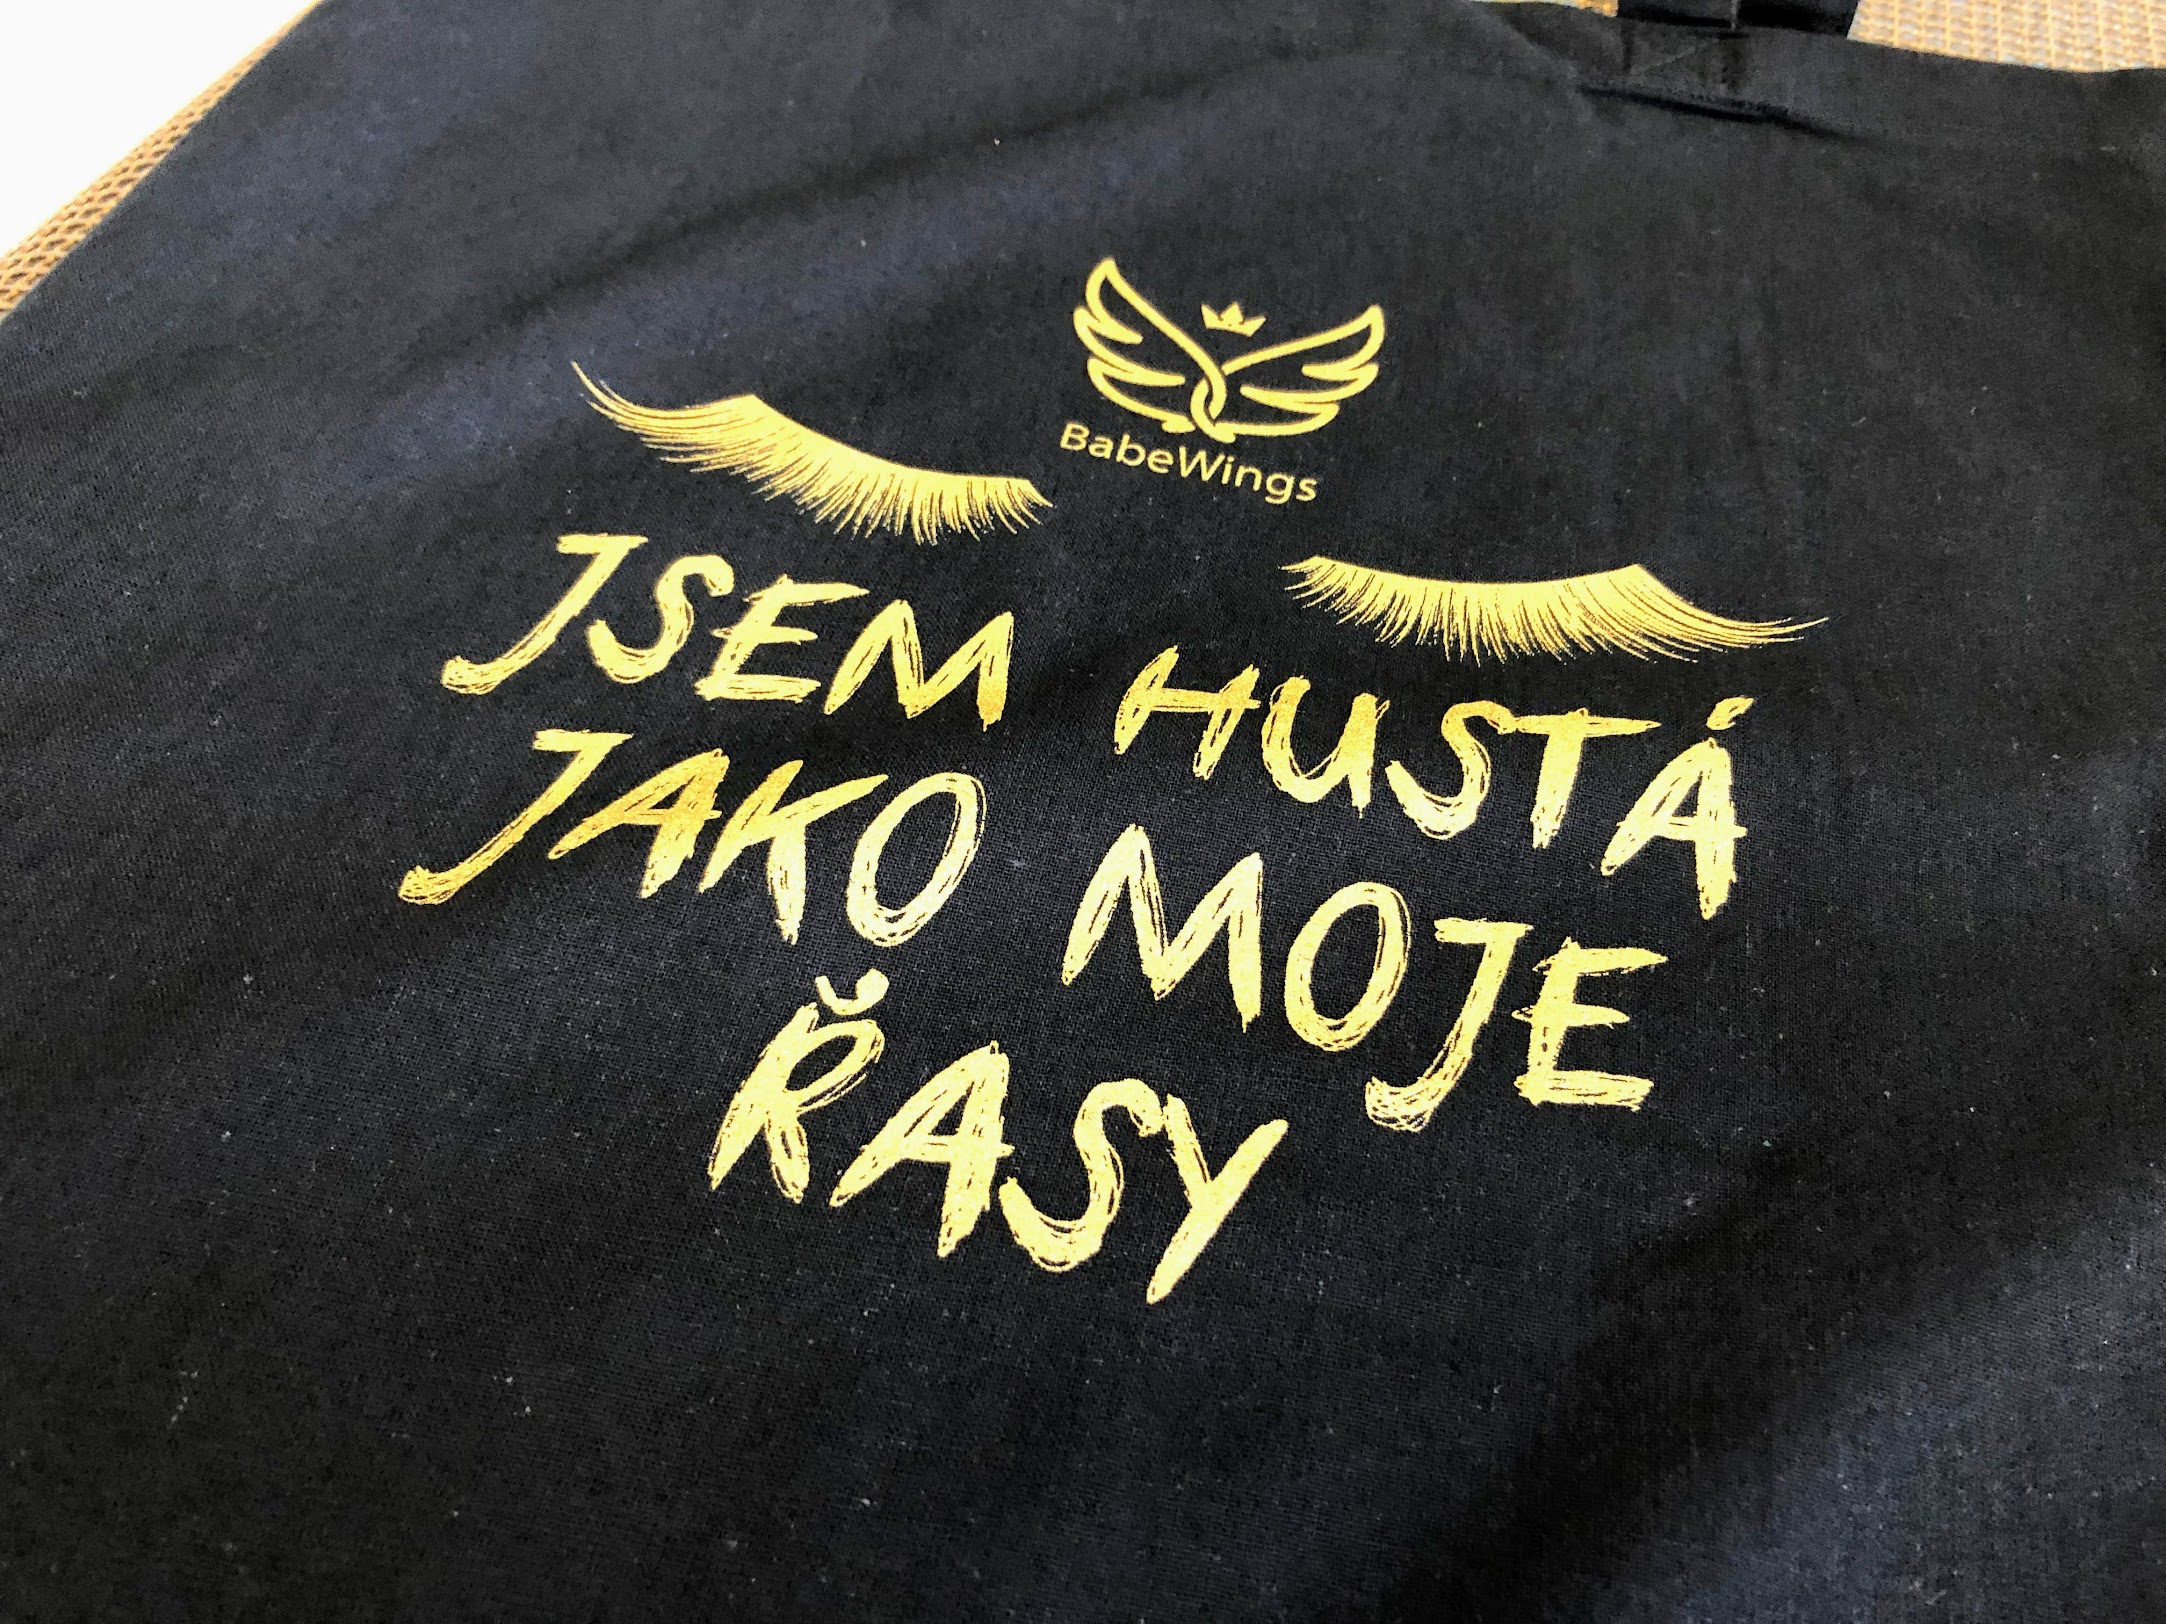 BabeWings
JSEM HUSTÁ
JAKO MOJE
ŘASY